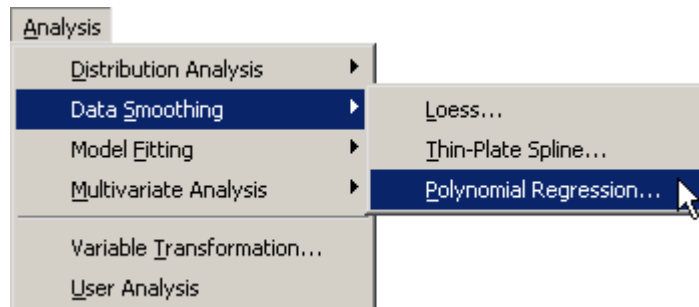 Analysis
Distribution Analysis
Data Smoothing
Model Fitting
Multivariate Analysis
Variable Transformation...
User Analysis
Loess...
Thin-Plate Spline...
Polynomial Regression...